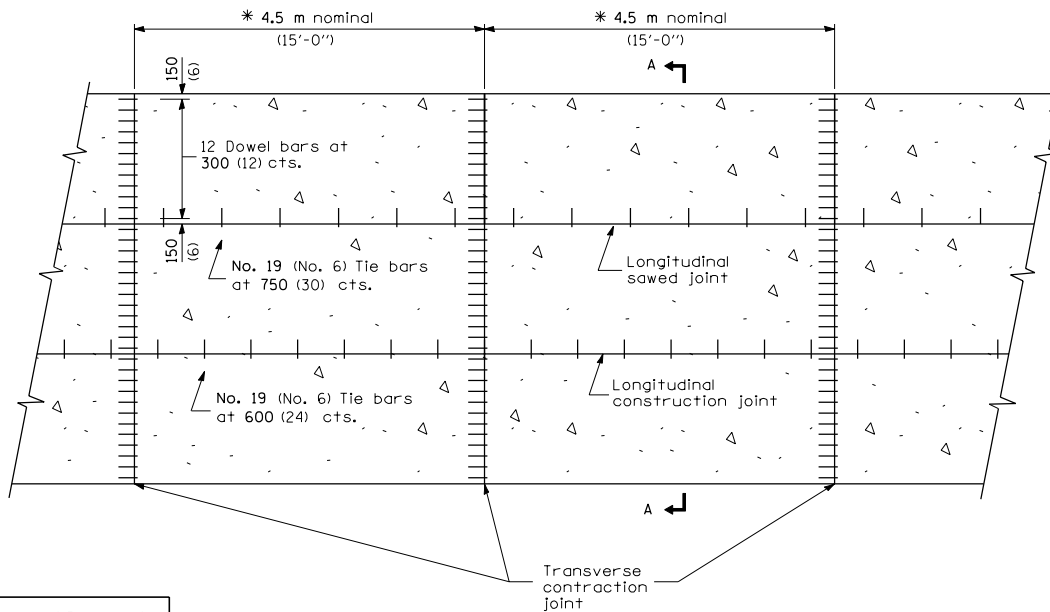 * 4.5 m nominal
(15'-0'')
* 4.5 m nominal
(15'-0'')
150
(6)
A
12 Dowel bars at
300 (12) cts.
150
(6)
No. 19 (No. 6) Tie bars
at 750 (30) cts.
Longitudinal
sawed joint
No. 19 (No. 6) Tie bars
at 600 (24) cts.
Longitudinal
construction joint
A
Transverse
contraction
joint